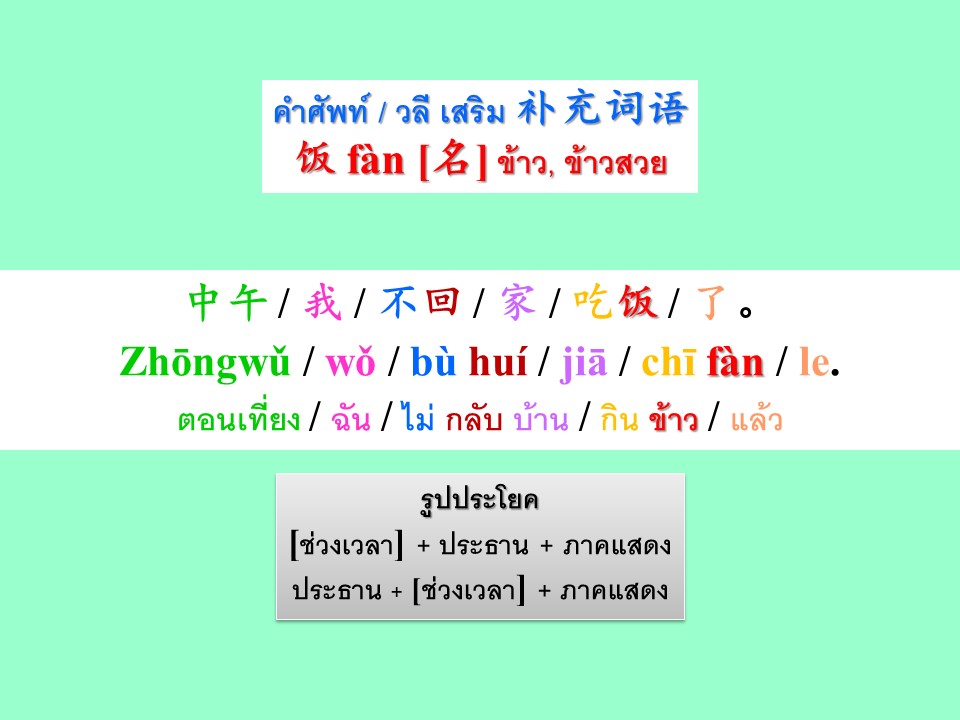 คำศัพท์ / วลี เสริม 补充词语
饭 fàn [名] ข้าว, ข้าวสวย
中午 / 我 / 不回 / 家 / 吃饭 / 了。
Zhōngwǔ / wǒ / bù huí / jiā / chī fàn / le.
ตอนเที่ยง / ฉัน / ไม่ กลับ บ้าน / กิน ข้าว / แล้ว
รูปประโยค
[ช่วงเวลา] + ประธาน + ภาคแสดง
ประธาน + [ช่วงเวลา] + ภาคแสดง